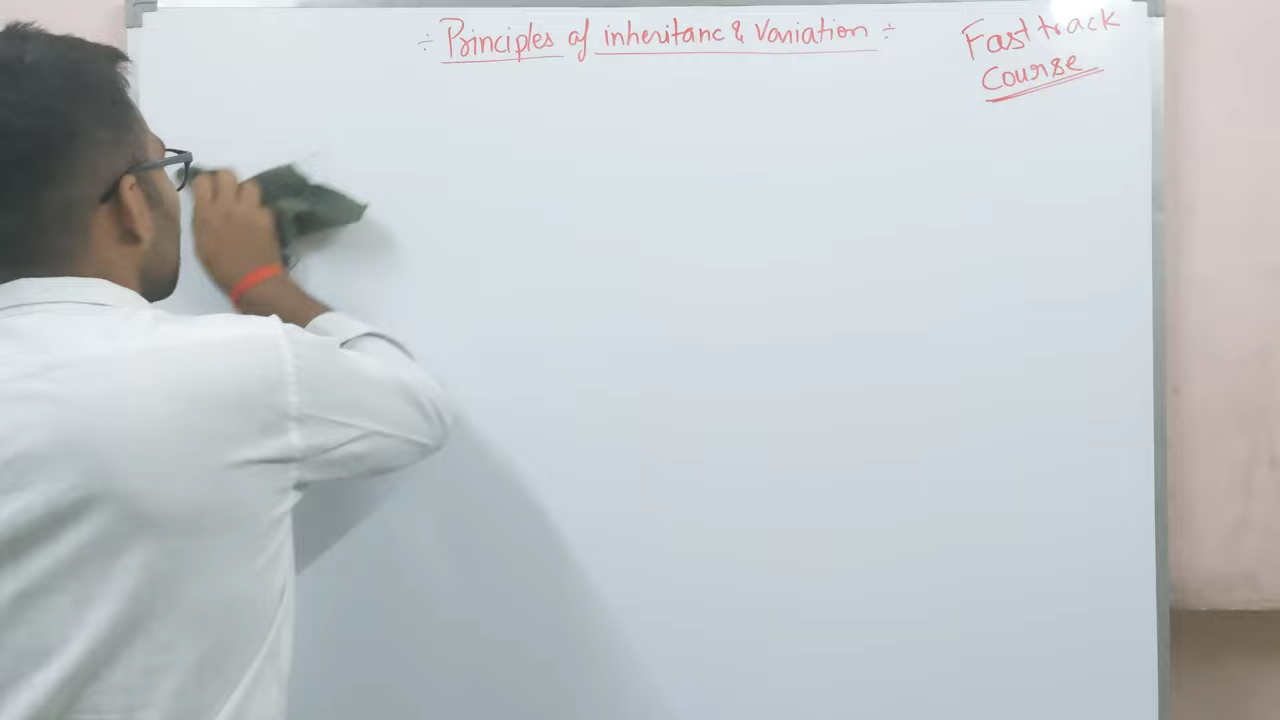 ÷ Principles of inheritanc & Variation ÷
Fast track
Course